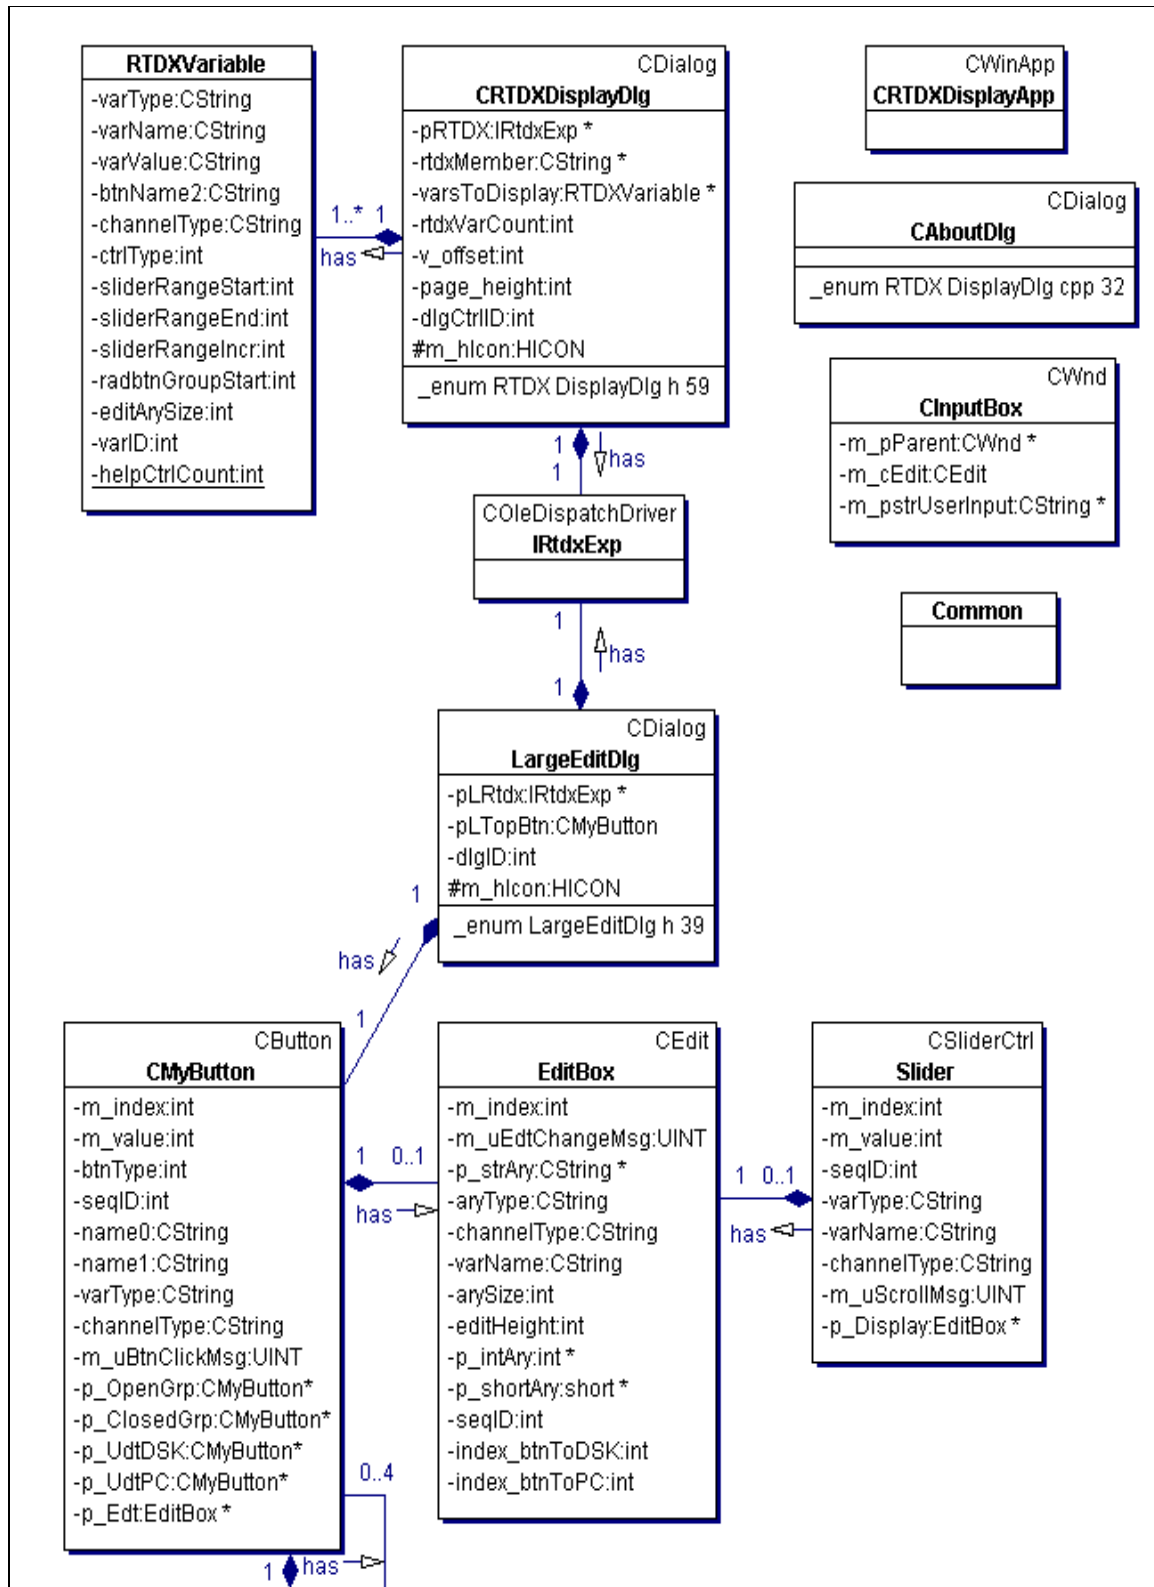 RTDXVariable
-varType:CString
-varName:CString
-varValue:CString
-btnName2:CString
-channelType:CString
-ctrlType:int
-sliderRangeStart:int
-sliderRangeEnd:int
-sliderRangeIncr:int
-radbtnGroupStart:int
-editArySize:int
-varID:int
-helpCtrlCount:int
1..* 1
has
CDialog
CRTDXDisplayDlg
-pRTDX:IRtdxExp *
-rtdxMember:CString *
-varsToDisplay:RTDXVariable *
-rtdxVarCount:int
-v_offset:int
-page_height:int
-dlgCtrlID:int
#m_hIcon:HICON
_enum RTDX DisplayDlg h 59
CWinApp
CRTDXDisplayApp
CDialog
CAboutDlg
_enum RTDX DisplayDlg cpp 32
CWnd
CInputBox
-m_pParent:CWnd *
-m_cEdit:CEdit
-m_pstrUserInput:CString *
Common
1
has
1
COleDispatchDriver
IRtdxExp
1
has
1
CDialog
LargeEditDlg
-pLRtdx:IRtdxExp *
-pLTopBtn:CMyButton
-dlgID:int
#m_hIcon:HICON
_enum LargeEditDlg h 39
1
has
1
CButton
CMyButton
-m_index:int
-m_value:int
-btnType:int
-seqID:int
-name0:CString
-name1:CString
-varType:CString
-channelType:CString
-m_uBtnClickMsg:UINT
-p_OpenGrp:CMyButton*
-p_ClosedGrp:CMyButton*
-p_UdtDSK:CMyButton*
-p_UdtPC:CMyButton*
-p_Edt:EditBox *
1 0..1
has
0..4
1 has
CEdit
EditBox
-m_index:int
-m_uEdtChangeMsg:UINT
-p_strAry:CString *
-aryType:CString
-channelType:CString
-varName:CString
-arySize:int
-editHeight:int
-p_intAry:int *
-p_shortAry:short *
-seqID:int
-index_btnToDSK:int
-index_btnToPC:int
1 0..1
has
CSliderCtrl
Slider
-m_index:int
-m_value:int
-seqID:int
-varType:CString
-varName:CString
-channelType:CString
-m_uScrollMsg:UINT
-p_Display:EditBox *